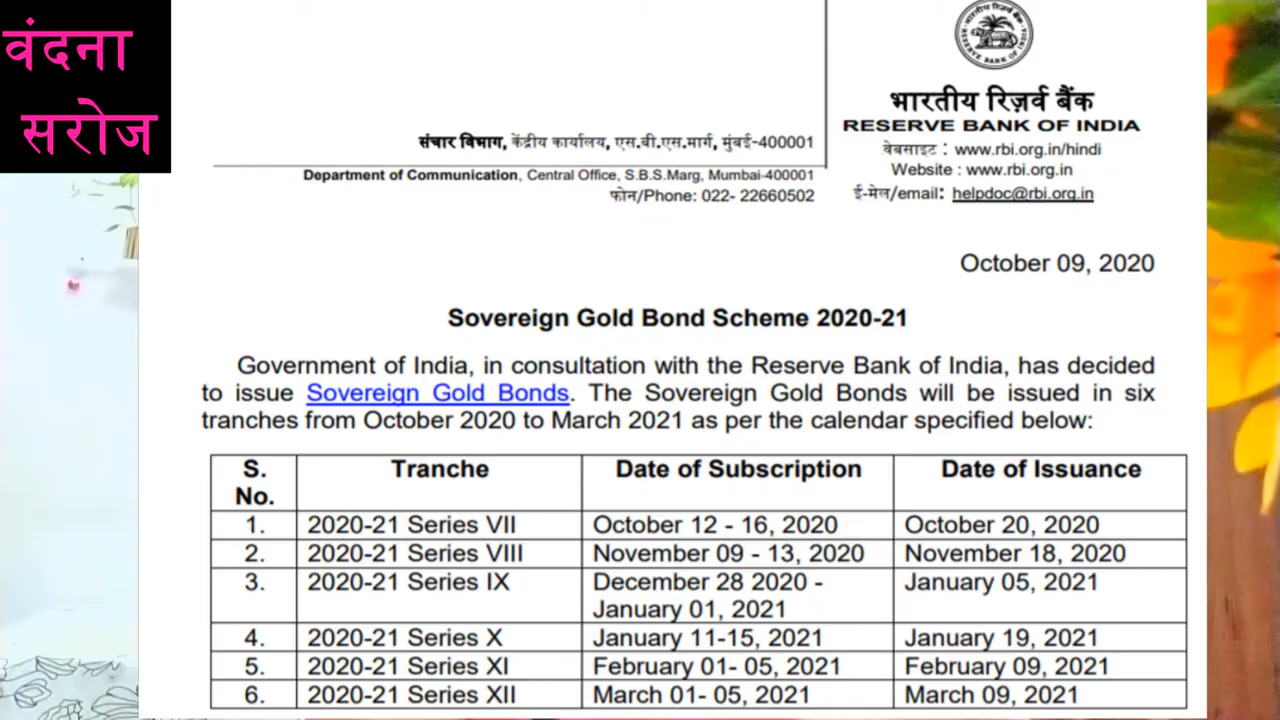 वंदना
सरोज
भारतीय रिज़र्व बैंक
RESERVE BANK OF INDIA
संचार विभाग, केंद्रीय कार्यालय, एस.बी.एस.मार्ग, मुंबई-400001
वेबसाइट : www.rbi.org.in/hindi
Department of Communication, Central Office, S.B.S.Marg, Mumbai-400001
Website : www.rbi.org.in
फोन/Phone: 022- 22660502
ई-मेल/email: helpdoc@rbi.org.in
October 09, 2020
Sovereign Gold Bond Scheme 2020-21
Government of India, in consultation with the Reserve Bank of India, has decided
to issue Sovereign Gold Bonds. The Sovereign Gold Bonds will be issued in six
tranches from October 2020 to March 2021 as per the calendar specified below:
S. No. Tranche Date of Subscription Date of Issuance
1. 2020-21 Series VII October 12 - 16, 2020 October 20, 2020
2. 2020-21 Series VIII November 09 - 13, 2020 November 18, 2020
3. 2020-21 Series IX December 28 2020 - January 01, 2021 January 05, 2021
4. 2020-21 Series X January 11-15, 2021 January 19, 2021
5. 2020-21 Series XI February 01- 05, 2021 February 09, 2021
6. 2020-21 Series XII March 01- 05, 2021 March 09, 2021